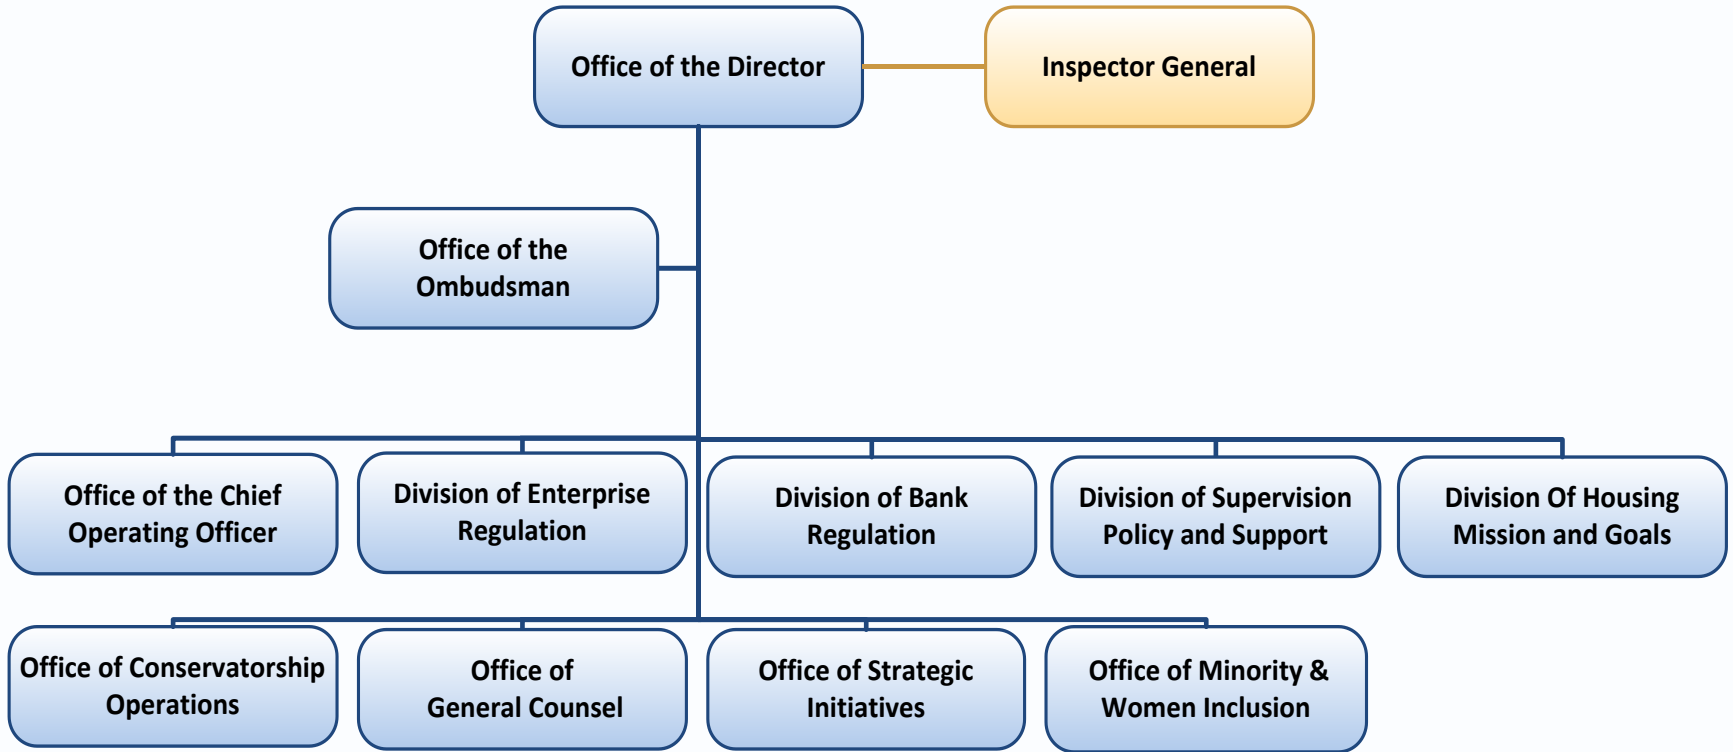 Office of the Director
Inspector General
Office of the
Ombudsman
Office of the Chief
Operating Officer
Division of Enterprise
Regulation
Division of Bank
Regulation
Division of Supervision
Policy and Support
Division Of Housing
Mission and Goals
Office of Conservatorship
Operations
Office of
General Counsel
Office of Strategic
Initiatives
Office of Minority &
Women Inclusion